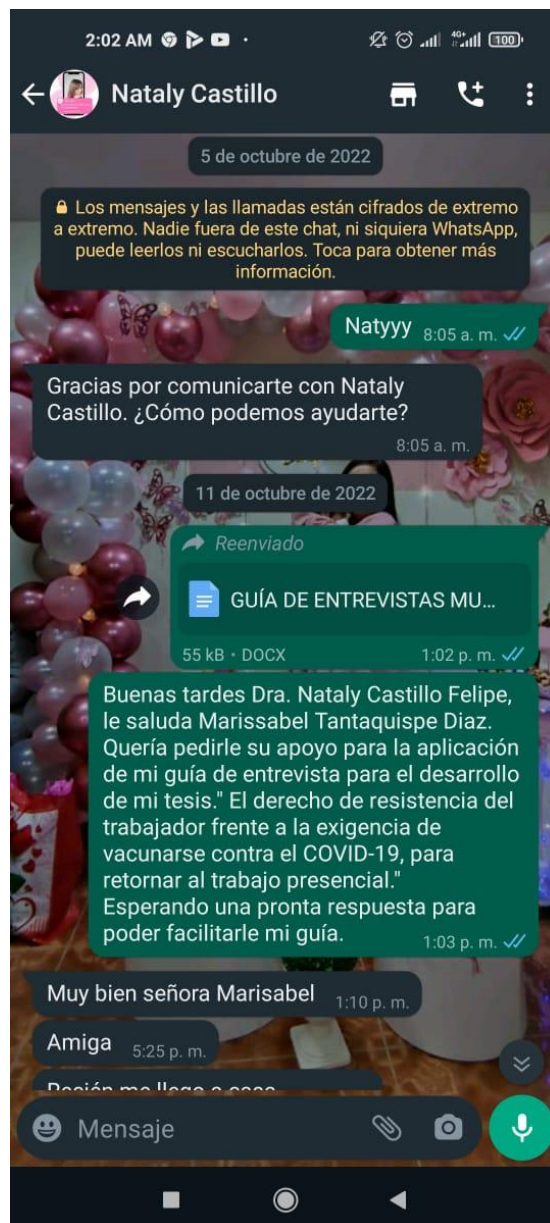 2:02 AM
4G+
100
Nataly Castillo
5 de octubre de 2022
Los mensajes y las llamadas están cifrados de extremo
a extremo. Nadie fuera de este chat, ni siquiera WhatsApp,
puede leerlos ni escucharlos. Toca para obtener más
información.
Natyyy 8:05 a. m.
Gracias por comunicarte con Nataly
Castillo. ¿Cómo podemos ayudarte?
8:05 a. m.
11 de octubre de 2022
Reenviado
GUÍA DE ENTREVISTAS MU...
55 kB · DOCX 1:02 p. m.
Buenas tardes Dra. Nataly Castillo Felipe,
le saluda Marissabel Tantaquispe Diaz.
Quería pedirle su apoyo para la aplicación
de mi guía de entrevista para el desarrollo
de mi tesis." El derecho de resistencia del
trabajador frente a la exigencia de
vacunarse contra el COVID-19, para
retornar al trabajo presencial."
Esperando una pronta respuesta para
poder facilitarle mi guía. 1:03 p. m.
Muy bien señora Marisabel 1:10 p. m.
Amiga 5:25 p. m.
Mensaje